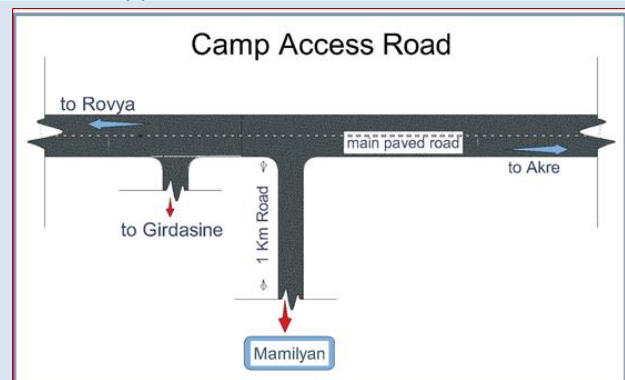 Camp Access Road
to Rovya
main paved road
to Akre
to Girdasine
1 Km Road
Mamilyan